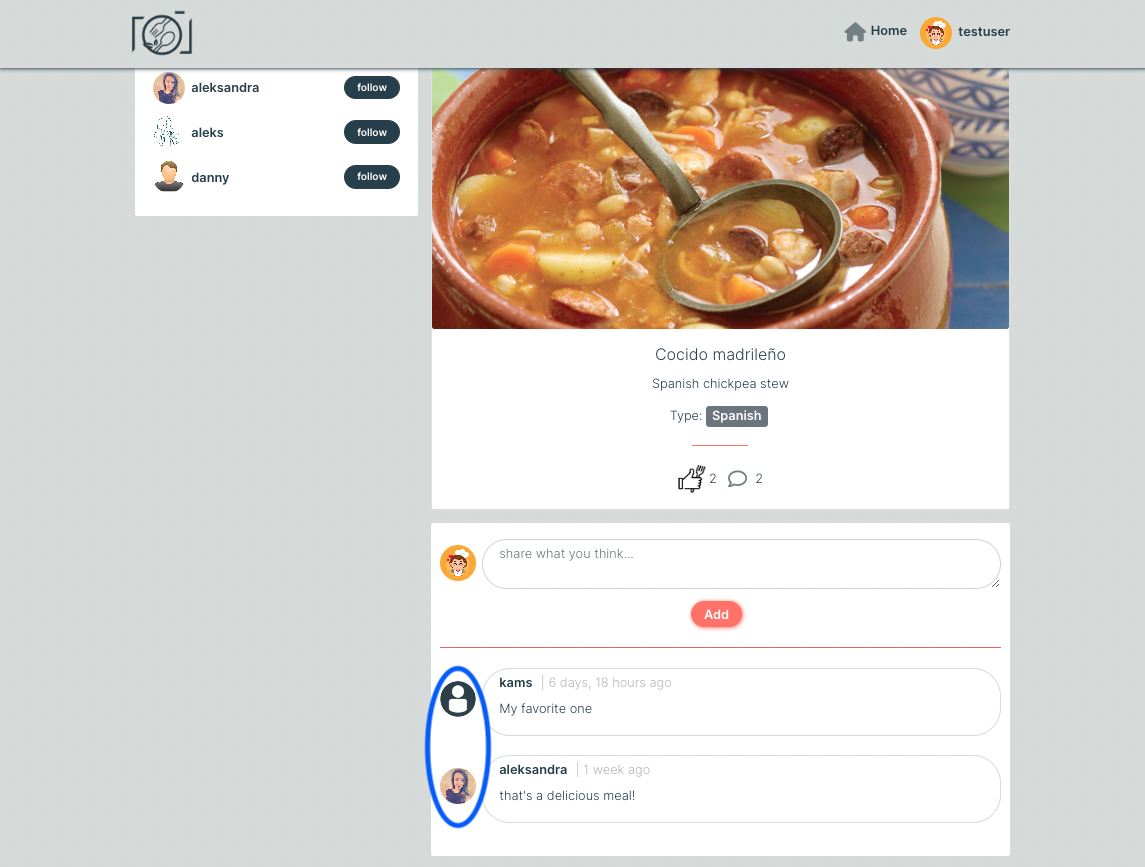 Home
testuser
aleksandra
follow
aleks
follow
danny
follow
Cocido madrileño
Spanish chickpea stew
Type: Spanish
2
2
share what you think...
Add
kams | 6 days, 18 hours ago
My favorite one
aleksandra | 1 week ago
that's a delicious meal!